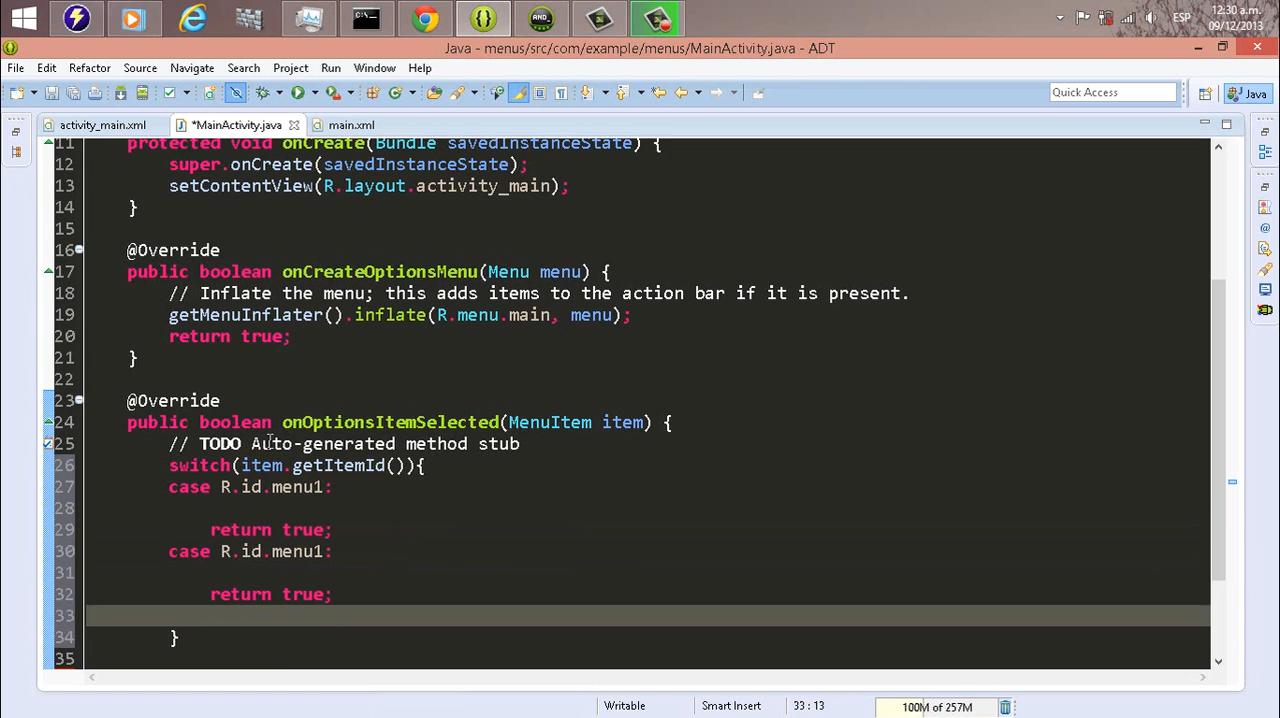 12:30 a.m.
ESP
09/12/2013
Java - menus/src/com/example/menus/MainActivity.java - ADT
File Edit Refactor Source Navigate Search Project Run Window Help
Quick Access
Java
activity_main.xml
*MainActivity.java
main.xml
11 protected void onCreate(Bundle savedInstanceState) {
12 super.onCreate(savedInstanceState);
13 setContentView(R.layout.activity_main);
14 }
15
16 @Override
17 public boolean onCreateOptionsMenu(Menu menu) {
18 // Inflate the menu; this adds items to the action bar if it is present.
19 getMenuInflater().inflate(R.menu.main, menu);
20 return true;
21 }
22
23 @Override
24 public boolean onOptionsItemSelected(MenuItem item) {
25 // TODO Auto-generated method stub
26 switch(item.getItemId()){
27 case R.id.menu1:
28
29 return true;
30 case R.id.menu1:
31
32 return true;
33
34 }
35
Writable
Smart Insert
33 : 13
100M of 257M